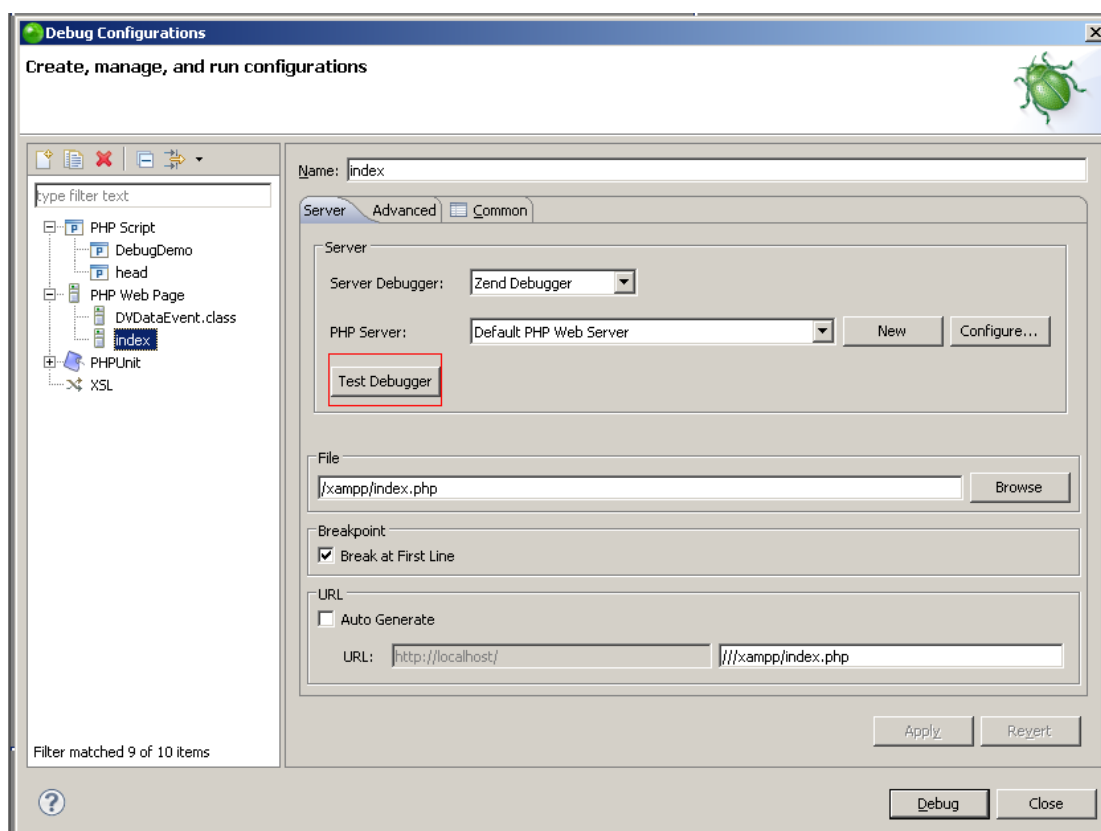 Debug Configurations
Create, manage, and run configurations
type filter text
PHP Script
DebugDemo
head
PHP Web Page
DVDataEvent.class
index
PHPUnit
XSL
Filter matched 9 of 10 items
Name: index
Server Advanced Common
Server
Server Debugger: Zend Debugger
PHP Server: Default PHP Web Server New Configure...
Test Debugger
File
/xampp/index.php Browse
Breakpoint
Break at First Line
URL
Auto Generate
URL: http://localhost/ ///xampp/index.php
Apply Revert
Debug Close